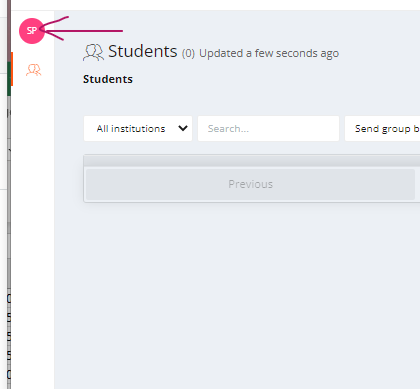 SP
Students (0) Updated a few seconds ago
Students
All institutions Search... Send group b
Previous